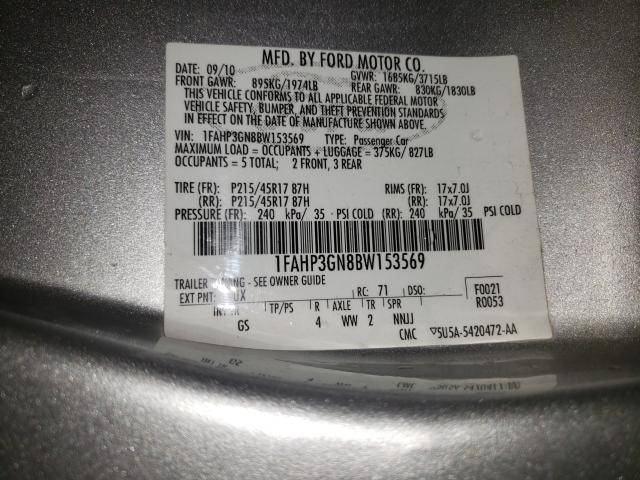 MFD. BY FORD MOTOR CO.
DATE: 09/10 GVWR: 1685KG/3715LB
FRONT GAWR: 895KG/1974LB REAR GAWR: 830KG/1830LB
THIS VEHICLE CONFORMS TO ALL APPLICABLE FEDERAL MOTOR
VEHICLE SAFETY, BUMPER, AND THEFT PREVENTION STANDARDS
IN EFFECT ON THE DATE OF MANUFACTURE SHOWN ABOVE.
VIN: 1FAHP3GN8BW153569 TYPE: Passenger Car
MAXIMUM LOAD = OCCUPANTS + LUGGAGE = 375KG/ 827LB
OCCUPANTS = 5 TOTAL; 2 FRONT, 3 REAR
TIRE (FR): P215/45R17 87H RIMS (FR): 17x7.0J
(RR): P215/45R17 87H (RR): 17x7.0J
PRESSURE (FR): 240 kPa/ 35 PSI COLD (RR) 240 kPa/ 35 PSI COLD
1FAHP3GN8BW153569
TRAILER - SEE OWNER GUIDE
EXT PNT: UX RC: 71 DSO: F0021
INT TR TP/PS R AXLE TR SPR R0053
GS 4 WW 2 NNJJ
CMC ▽5U5A-5420472-AA